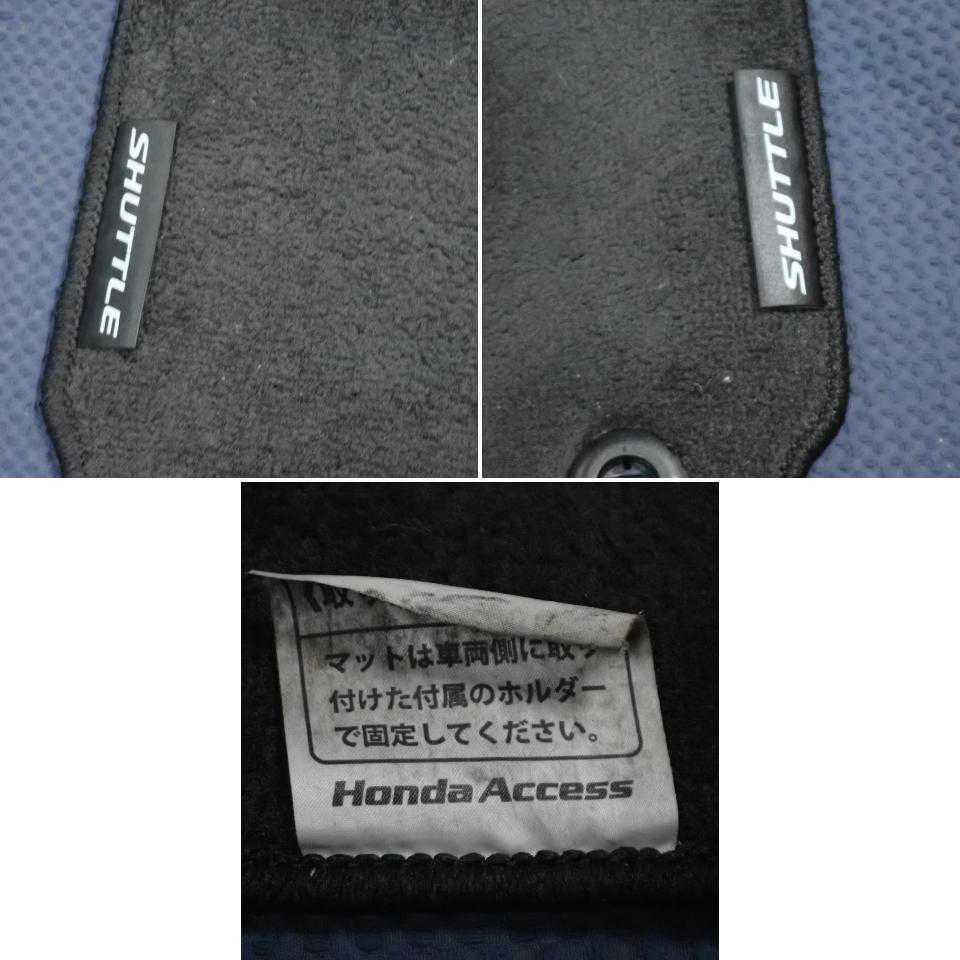 SHUTTLE
SHUTTLE
マットは車両側に取
付けた付属のホルダー
で固定してください。
Honda Access